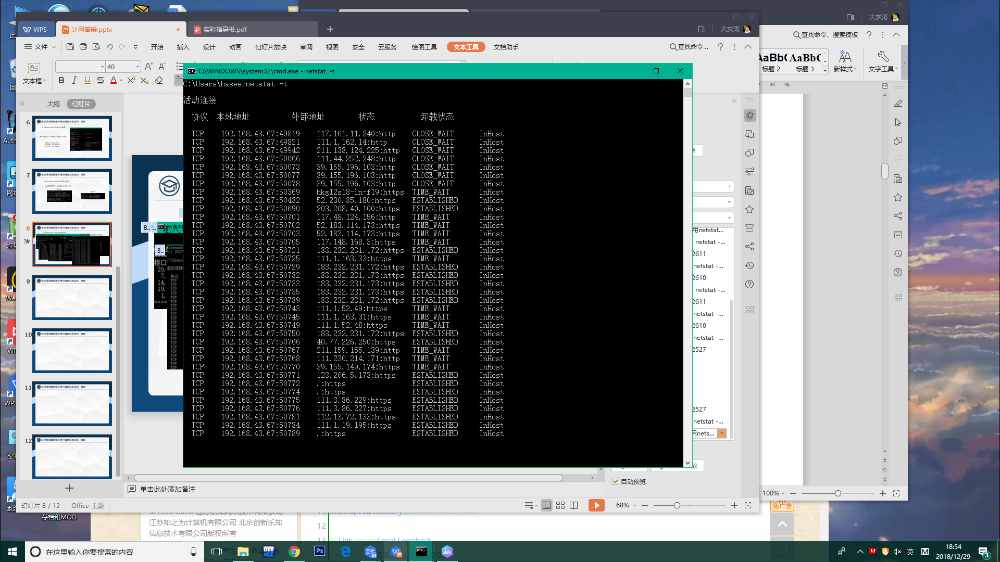 WPS
计网答辩.pptx
实验指导书.pdf
大灰涛
大灰涛
文件
开始
插入
设计
动画
幻灯片放映
审阅
视图
安全
云服务
绘图工具
文本工具
文档助手
查找命令...
查找命令、搜索模板
文本框
40
标题 2
标题 3
新样式
文字工具
44 46
大纲
幻灯片
C:\WINDOWS\system32\cmd.exe - netstat -t
C:\Users\hasee>netstat -t
活动连接
协议 本地地址 外部地址 状态 卸载状态
TCP 192.168.43.67:49819 117.161.11.240:http CLOSE_WAIT InHost
TCP 192.168.43.67:49821 111.1.162.14:http CLOSE_WAIT InHost
TCP 192.168.43.67:49942 211.138.124.225:http CLOSE_WAIT InHost
TCP 192.168.43.67:50066 111.44.252.248:http CLOSE_WAIT InHost
TCP 192.168.43.67:50073 39.155.196.103:http CLOSE_WAIT InHost
TCP 192.168.43.67:50077 39.155.196.103:http CLOSE_WAIT InHost
TCP 192.168.43.67:50078 39.155.196.103:http CLOSE_WAIT InHost
TCP 192.168.43.67:50369 hkg12s18-in-f19:https TIME_WAIT InHost
TCP 192.168.43.67:50432 52.230.85.180:https ESTABLISHED InHost
TCP 192.168.43.67:50690 203.208.40.100:https ESTABLISHED InHost
TCP 192.168.43.67:50701 117.48.124.156:http TIME_WAIT InHost
TCP 192.168.43.67:50702 52.183.114.173:https TIME_WAIT InHost
TCP 192.168.43.67:50703 52.183.114.173:https TIME_WAIT InHost
TCP 192.168.43.67:50705 117.148.168.3:https TIME_WAIT InHost
TCP 192.168.43.67:50721 183.232.231.172:https ESTABLISHED InHost
TCP 192.168.43.67:50725 111.1.163.33:https TIME_WAIT InHost
TCP 192.168.43.67:50729 183.232.231.172:https ESTABLISHED InHost
TCP 192.168.43.67:50732 183.232.231.173:https ESTABLISHED InHost
TCP 192.168.43.67:50733 183.232.231.173:https ESTABLISHED InHost
TCP 192.168.43.67:50735 183.232.231.173:https ESTABLISHED InHost
TCP 192.168.43.67:50739 183.232.231.172:https ESTABLISHED InHost
TCP 192.168.43.67:50743 111.1.52.49:https TIME_WAIT InHost
TCP 192.168.43.67:50745 111.1.163.31:https TIME_WAIT InHost
TCP 192.168.43.67:50749 111.1.52.48:https TIME_WAIT InHost
TCP 192.168.43.67:50750 183.232.231.172:https ESTABLISHED InHost
TCP 192.168.43.67:50766 40.77.226.250:https ESTABLISHED InHost
TCP 192.168.43.67:50767 211.159.155.139:http TIME_WAIT InHost
TCP 192.168.43.67:50768 111.230.214.171:http TIME_WAIT InHost
TCP 192.168.43.67:50770 39.155.149.174:http TIME_WAIT InHost
TCP 192.168.43.67:50771 123.206.5.173:https ESTABLISHED InHost
TCP 192.168.43.67:50772 .:https ESTABLISHED InHost
TCP 192.168.43.67:50774 .:https ESTABLISHED InHost
TCP 192.168.43.67:50775 111.3.86.229:https ESTABLISHED InHost
TCP 192.168.43.67:50776 111.3.86.227:https ESTABLISHED InHost
TCP 192.168.43.67:50781 112.13.72.133:https ESTABLISHED InHost
TCP 192.168.43.67:50784 111.1.19.195:https ESTABLISHED InHost
TCP 192.168.43.67:50789 .:https ESTABLISHED InHost
6
7
8
9
10
11
12
输入
接口
20.
7.
14.
19.
1.
用netstat...
netstat -...
2611
netstat -...
2610
netstat -...
2611
netstat -...
2610
netstat -...
2527
2527
netstat -...
用nets...
自动预览
单击此处添加备注
幻灯片 8 / 12
Office 主题
68%
100%
存档和MOD
江苏知之为计算机有限公司 北京创新乐知
信息技术有限公司版权所有
12.
13.
Local Loopback
免广告
在这里输入你要搜索的内容
DEV
Ps
英
M
18:54
2018/12/29
3